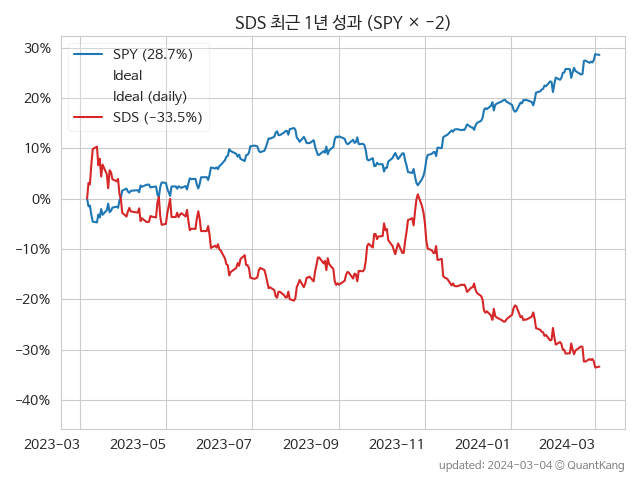 SDS 최근 1년 성과 (SPY × −2)
SPY (28.7%)
Ideal
Ideal (daily)
SDS (−33.5%)
30%
20%
10%
0%
−10%
−20%
−30%
−40%
2023−03 2023−05 2023−07 2023−09 2023−11 2024−01 2024−03
updated: 2024−03−04 © QuantKang